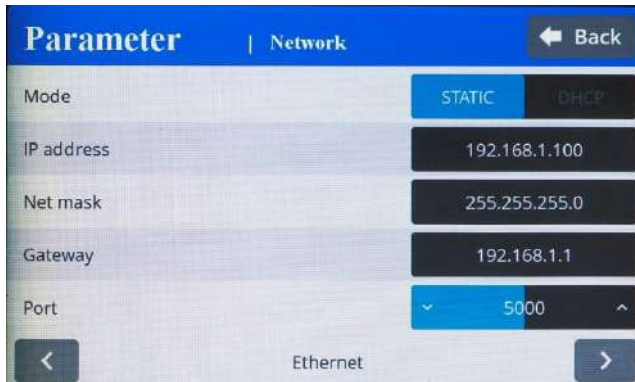 Parameter | Network Back
Mode STATIC DHCP
IP address 192.168.1.100
Net mask 255.255.255.0
Gateway 192.168.1.1
Port 5000
Ethernet